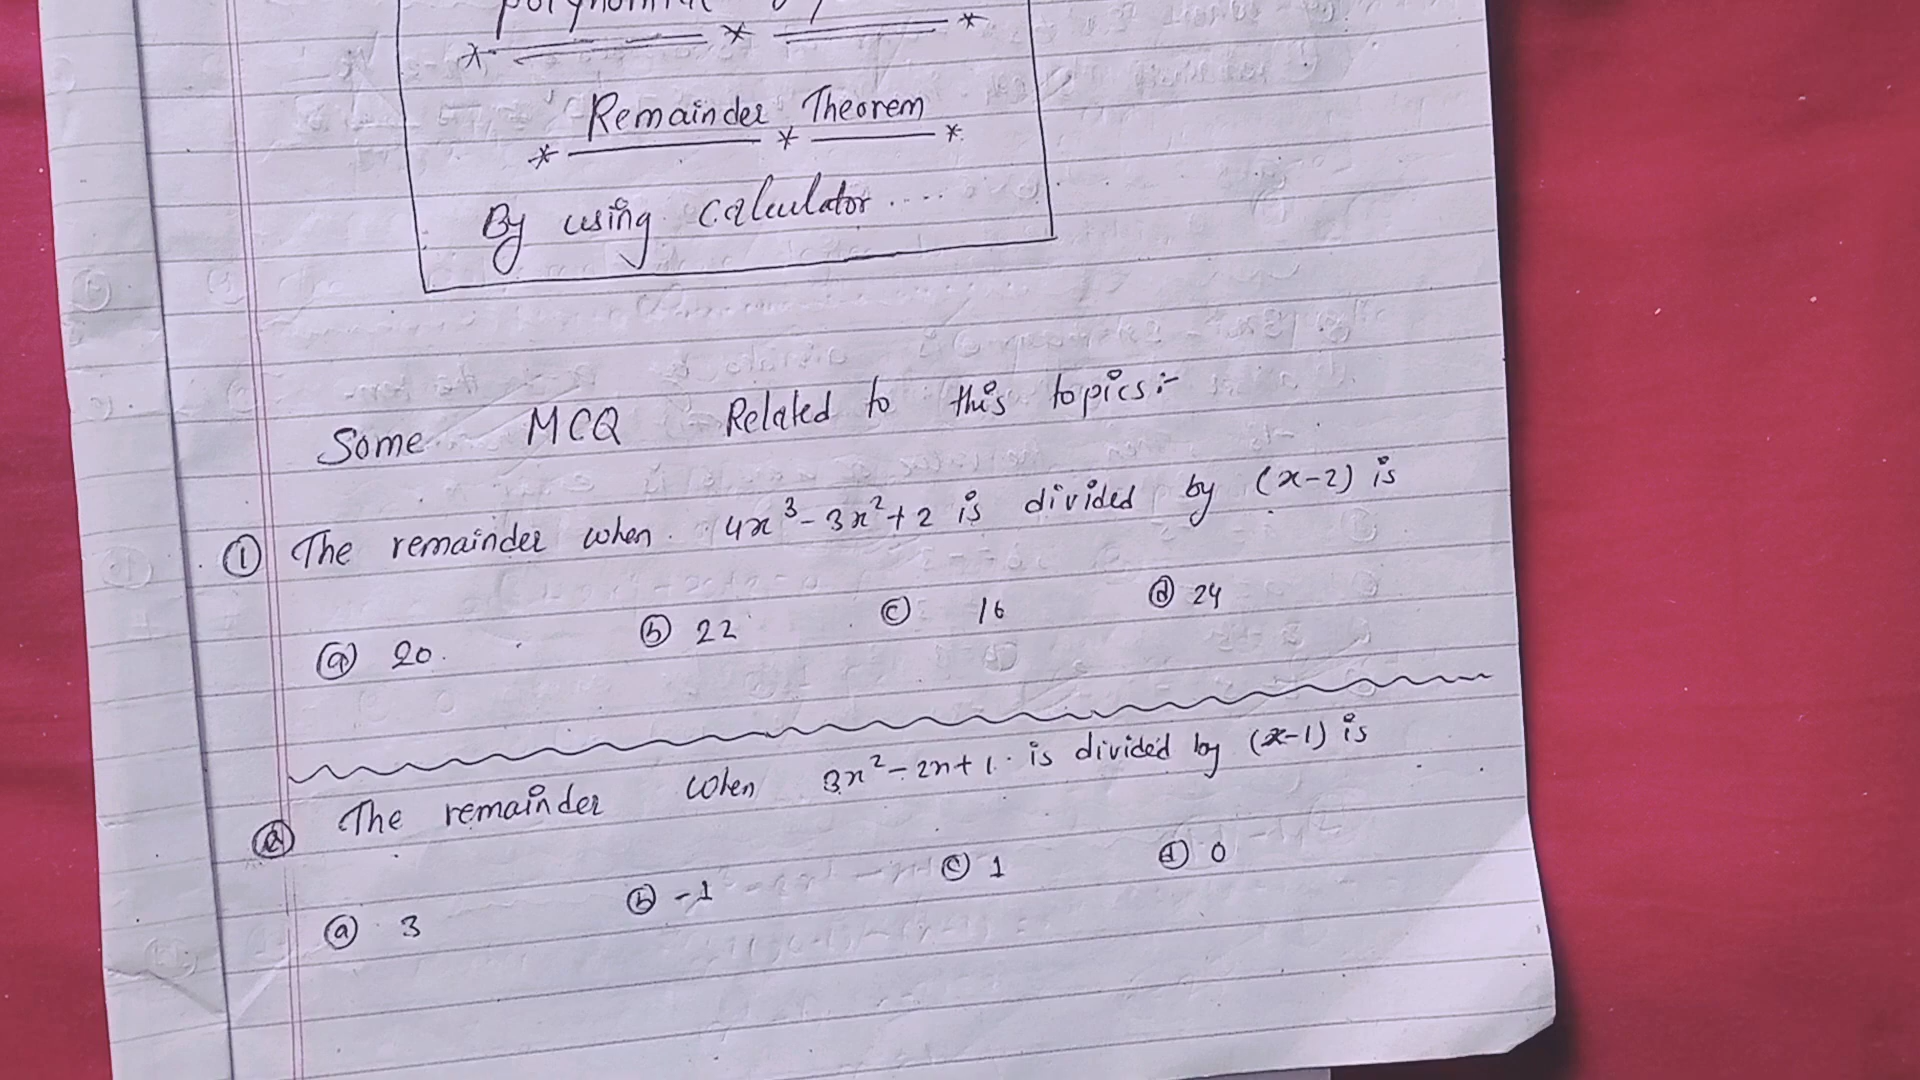 Remainder Theorem
By using calculator ....
Some MCQ Related to this topics:-
① The remainder when 4x³-3x²+2 is divided by (x-2) is
ⓐ 20. ⓑ 22 ⓒ 16 ⓓ 24
② The remainder when 3x²-2x+1 is divided by (x-1) is
ⓐ 3 ⓑ -1 ⓒ 1 ⓓ 0